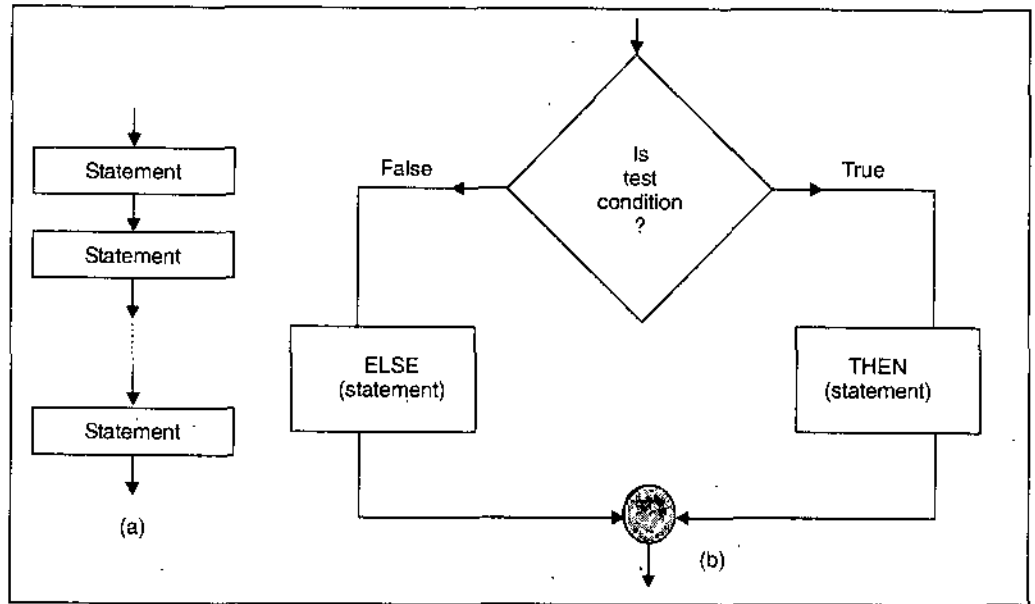 Statement
Statement
Statement
(a)
Is
test
condition
?
False
True
ELSE
(statement)
THEN
(statement)
(b)